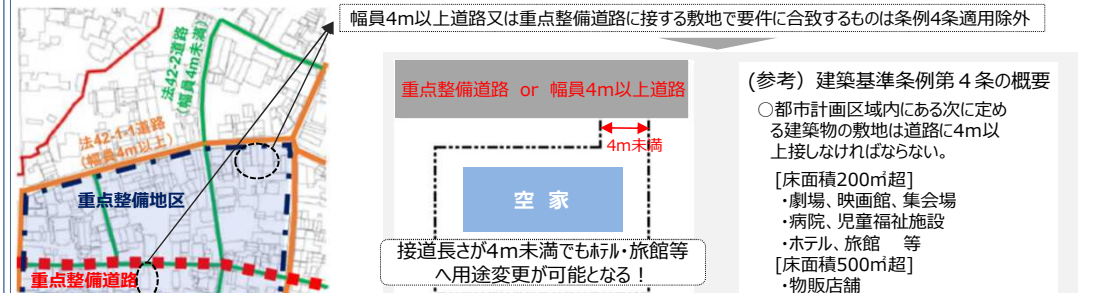 幅員4m以上道路又は重点整備道路に接する敷地で要件に合致するものは条例4条適用除外
法42-2道路
(幅員4m未満)
法42-1-1道路
(幅員4m以上)
重点整備地区
重点整備道路
重点整備道路 or 幅員4m以上道路
4m未満
空家
接道長さが4m未満でもホテル・旅館等
へ用途変更が可能となる！
(参考) 建築基準条例第４条の概要
○都市計画区域内にある次に定め
る建築物の敷地は道路に4m以
上接しなければならない。
[床面積200㎡超]
・劇場、映画館、集会場
・病院、児童福祉施設
・ホテル、旅館　等
[床面積500㎡超]
・物販店舗